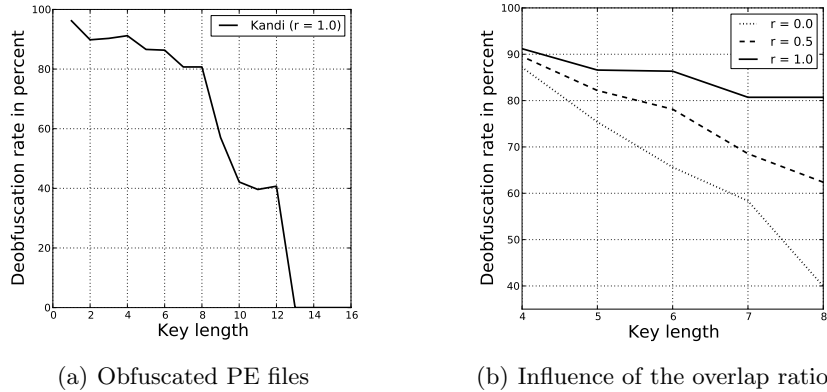 100
80
60
40
20
0
0 2 4 6 8 10 12 14 16
Key length
Deobfuscation rate in percent
Kandi (r = 1.0)
(a) Obfuscated PE files
100
90
80
70
60
50
40
4 5 6 7 8
Key length
Deobfuscation rate in percent
r = 0.0
r = 0.5
r = 1.0
(b) Influence of the overlap ratio